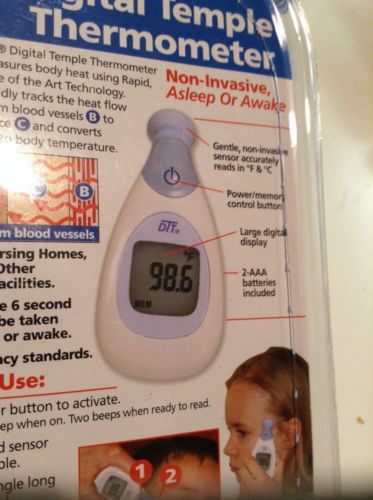 Digital Temple
Thermometer
® Digital Temple Thermometer
asures body heat using Rapid,
e of the Art Technology.
dly tracks the heat flow
m blood vessels B to
ce C and converts
to body temperature.
Non-Invasive,
Asleep Or Awake
Gentle, non-invasive
sensor accurately
reads in °F & °C
Power/memory
control button
DTT
Large digital
display
°F
98.6
MEM
2-AAA
batteries
included
B
m blood vessels
rsing Homes,
Other
acilities.
e 6 second
be taken
or awake.
acy standards.
Use:
r button to activate.
ep when on. Two beeps when ready to read.
d sensor
ple.
ngle long
1 2